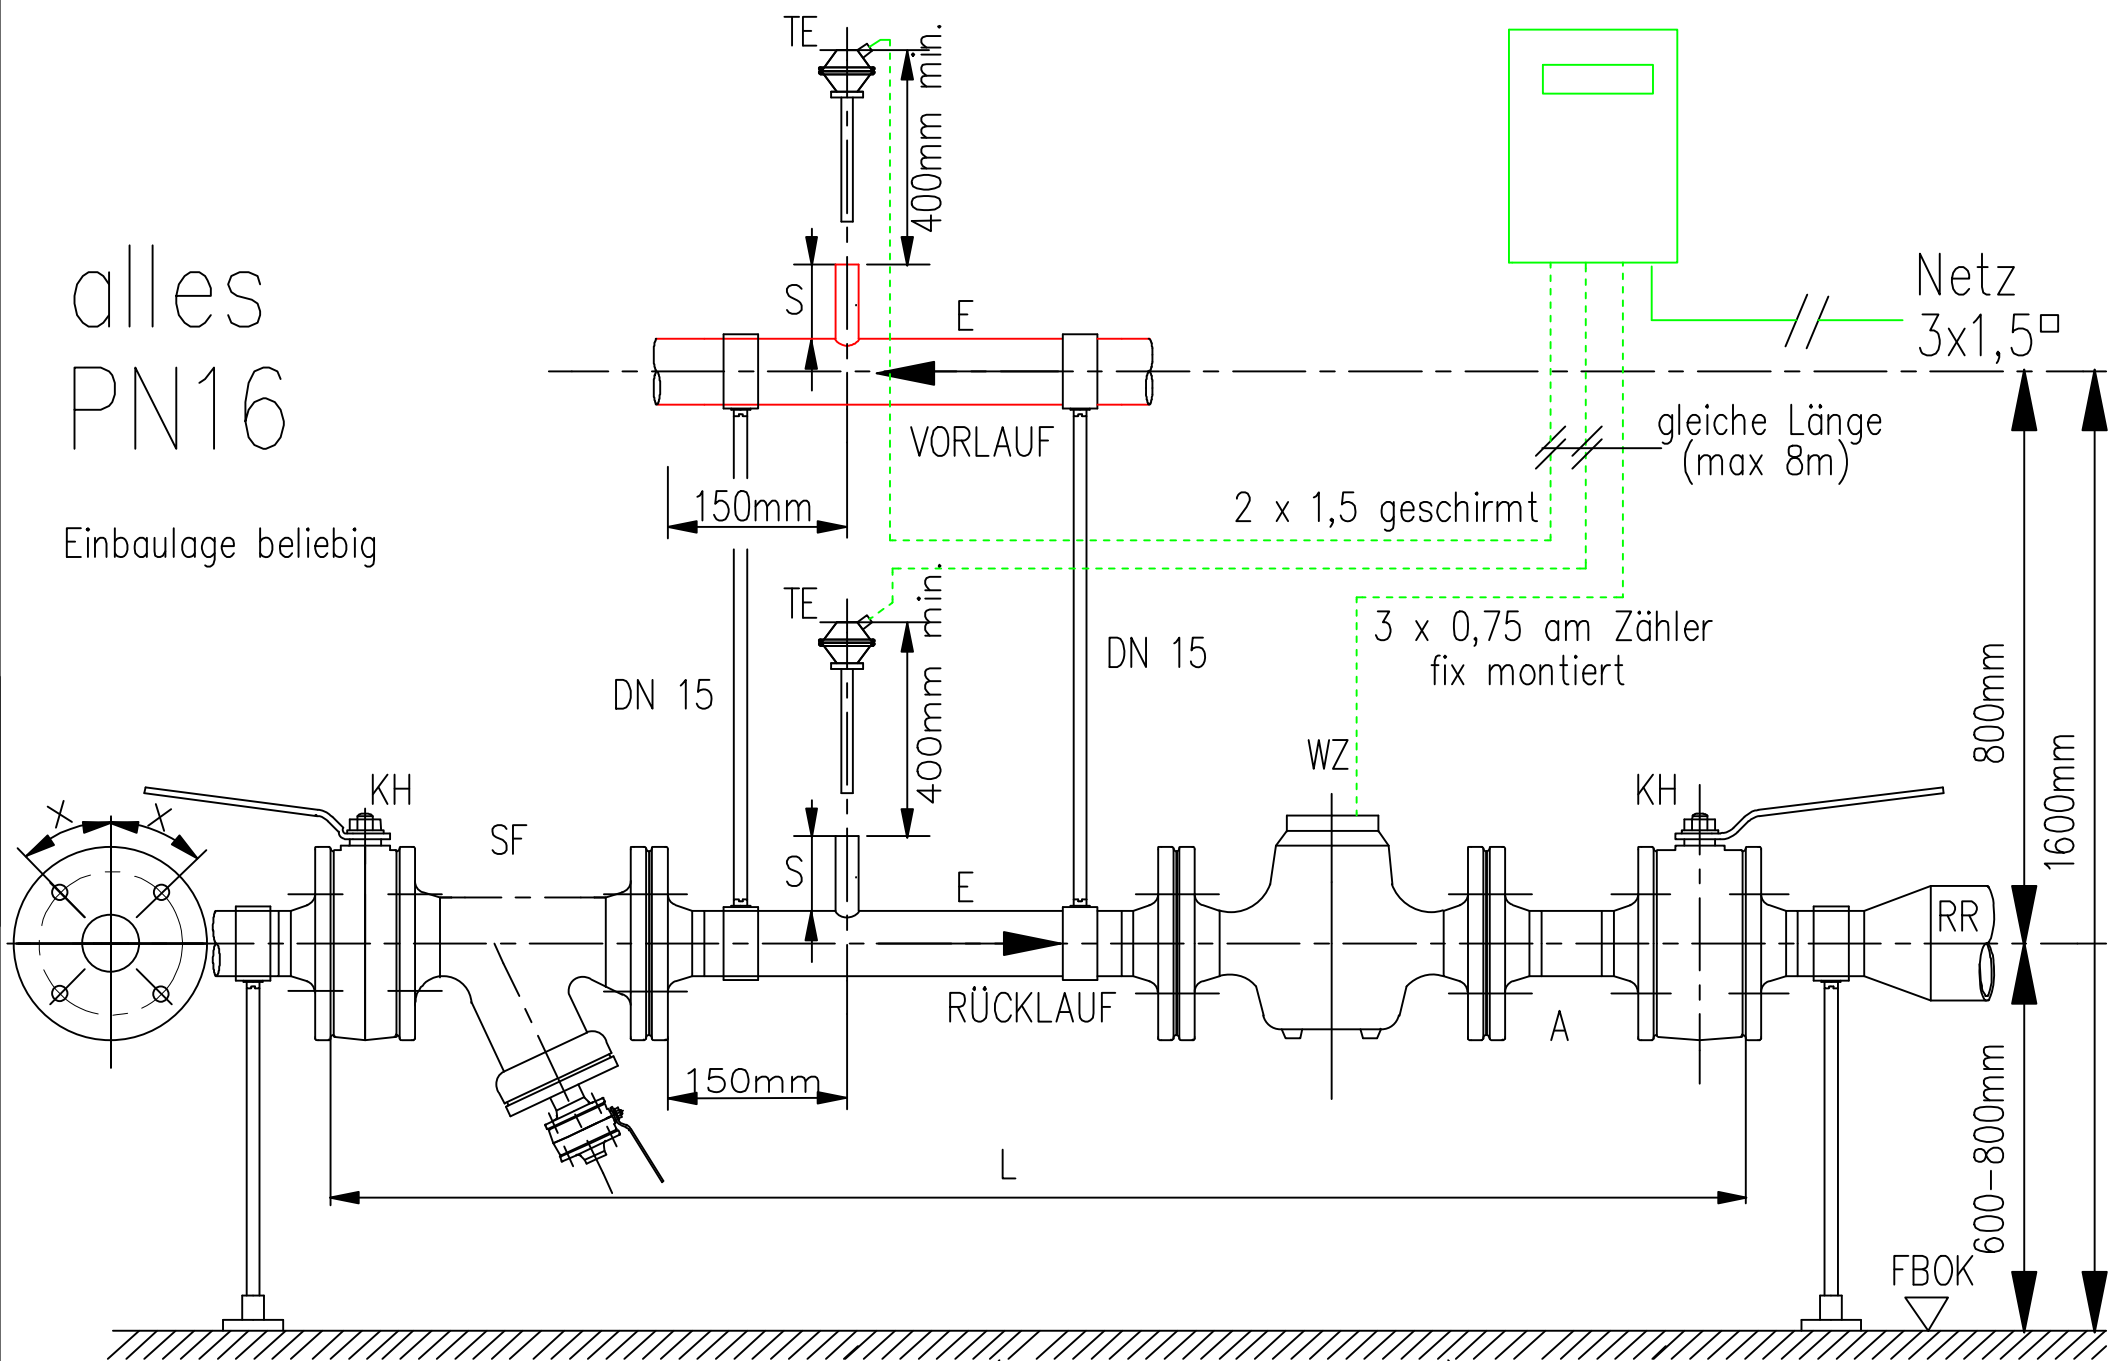 TE
400mm min.
alles
PN16
Einbaulage beliebig
S
E
VORLAUF
150mm
Netz
3x1,5□
gleiche Länge
(max 8m)
2 x 1,5 geschirmt
TE
400mm min.
3 x 0,75 am Zähler
fix montiert
DN 15
DN 15
WZ
800mm
1600mm
X
X
KH
SF
S
E
KH
RR
RÜCKLAUF
A
150mm
L
600-800mm
FBOK